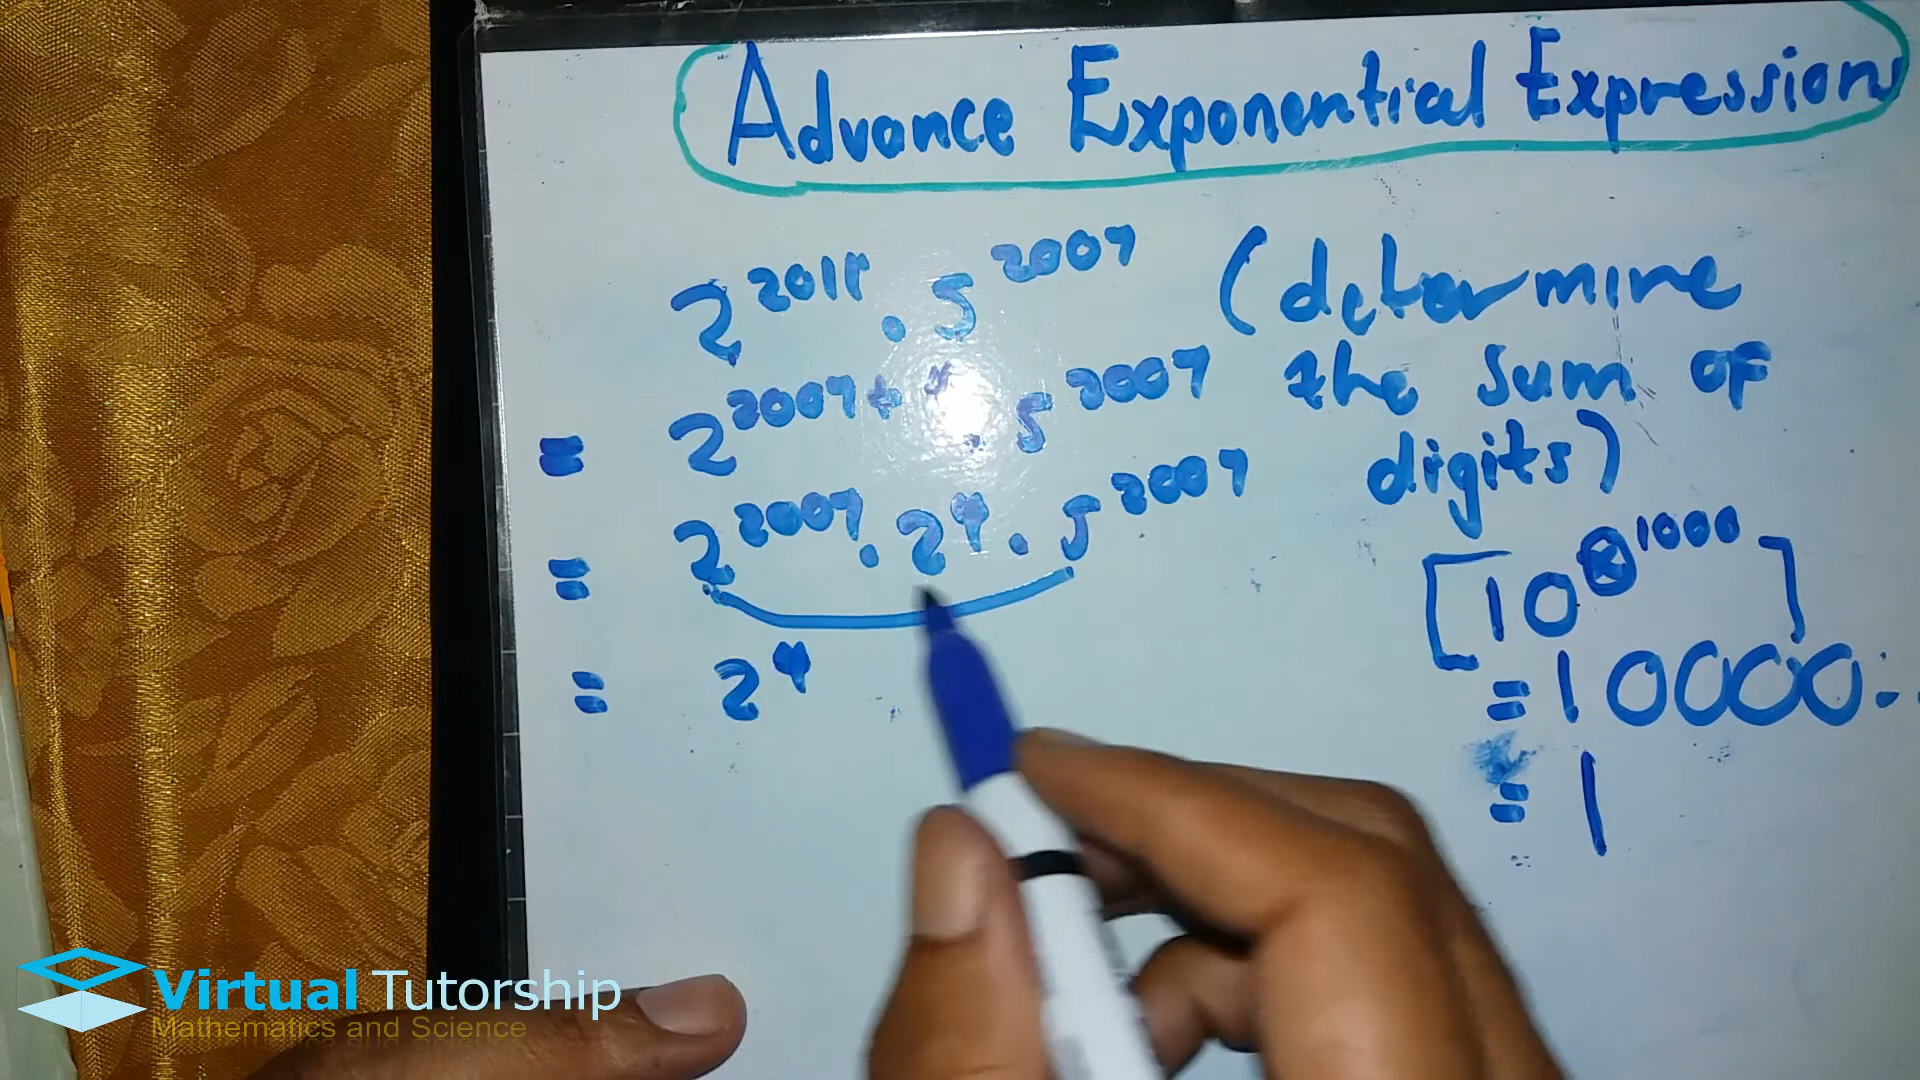 Advance Exponential Expression
2^2011 . 5^2007 (determine
= 2^2007+4 . 5^2007 the sum of
digits)
= 2^2007 . 2^4 . 5^2007
[10^1000]
= 2^4
= 10000..
= 1
Virtual Tutorship
Mathematics and Science